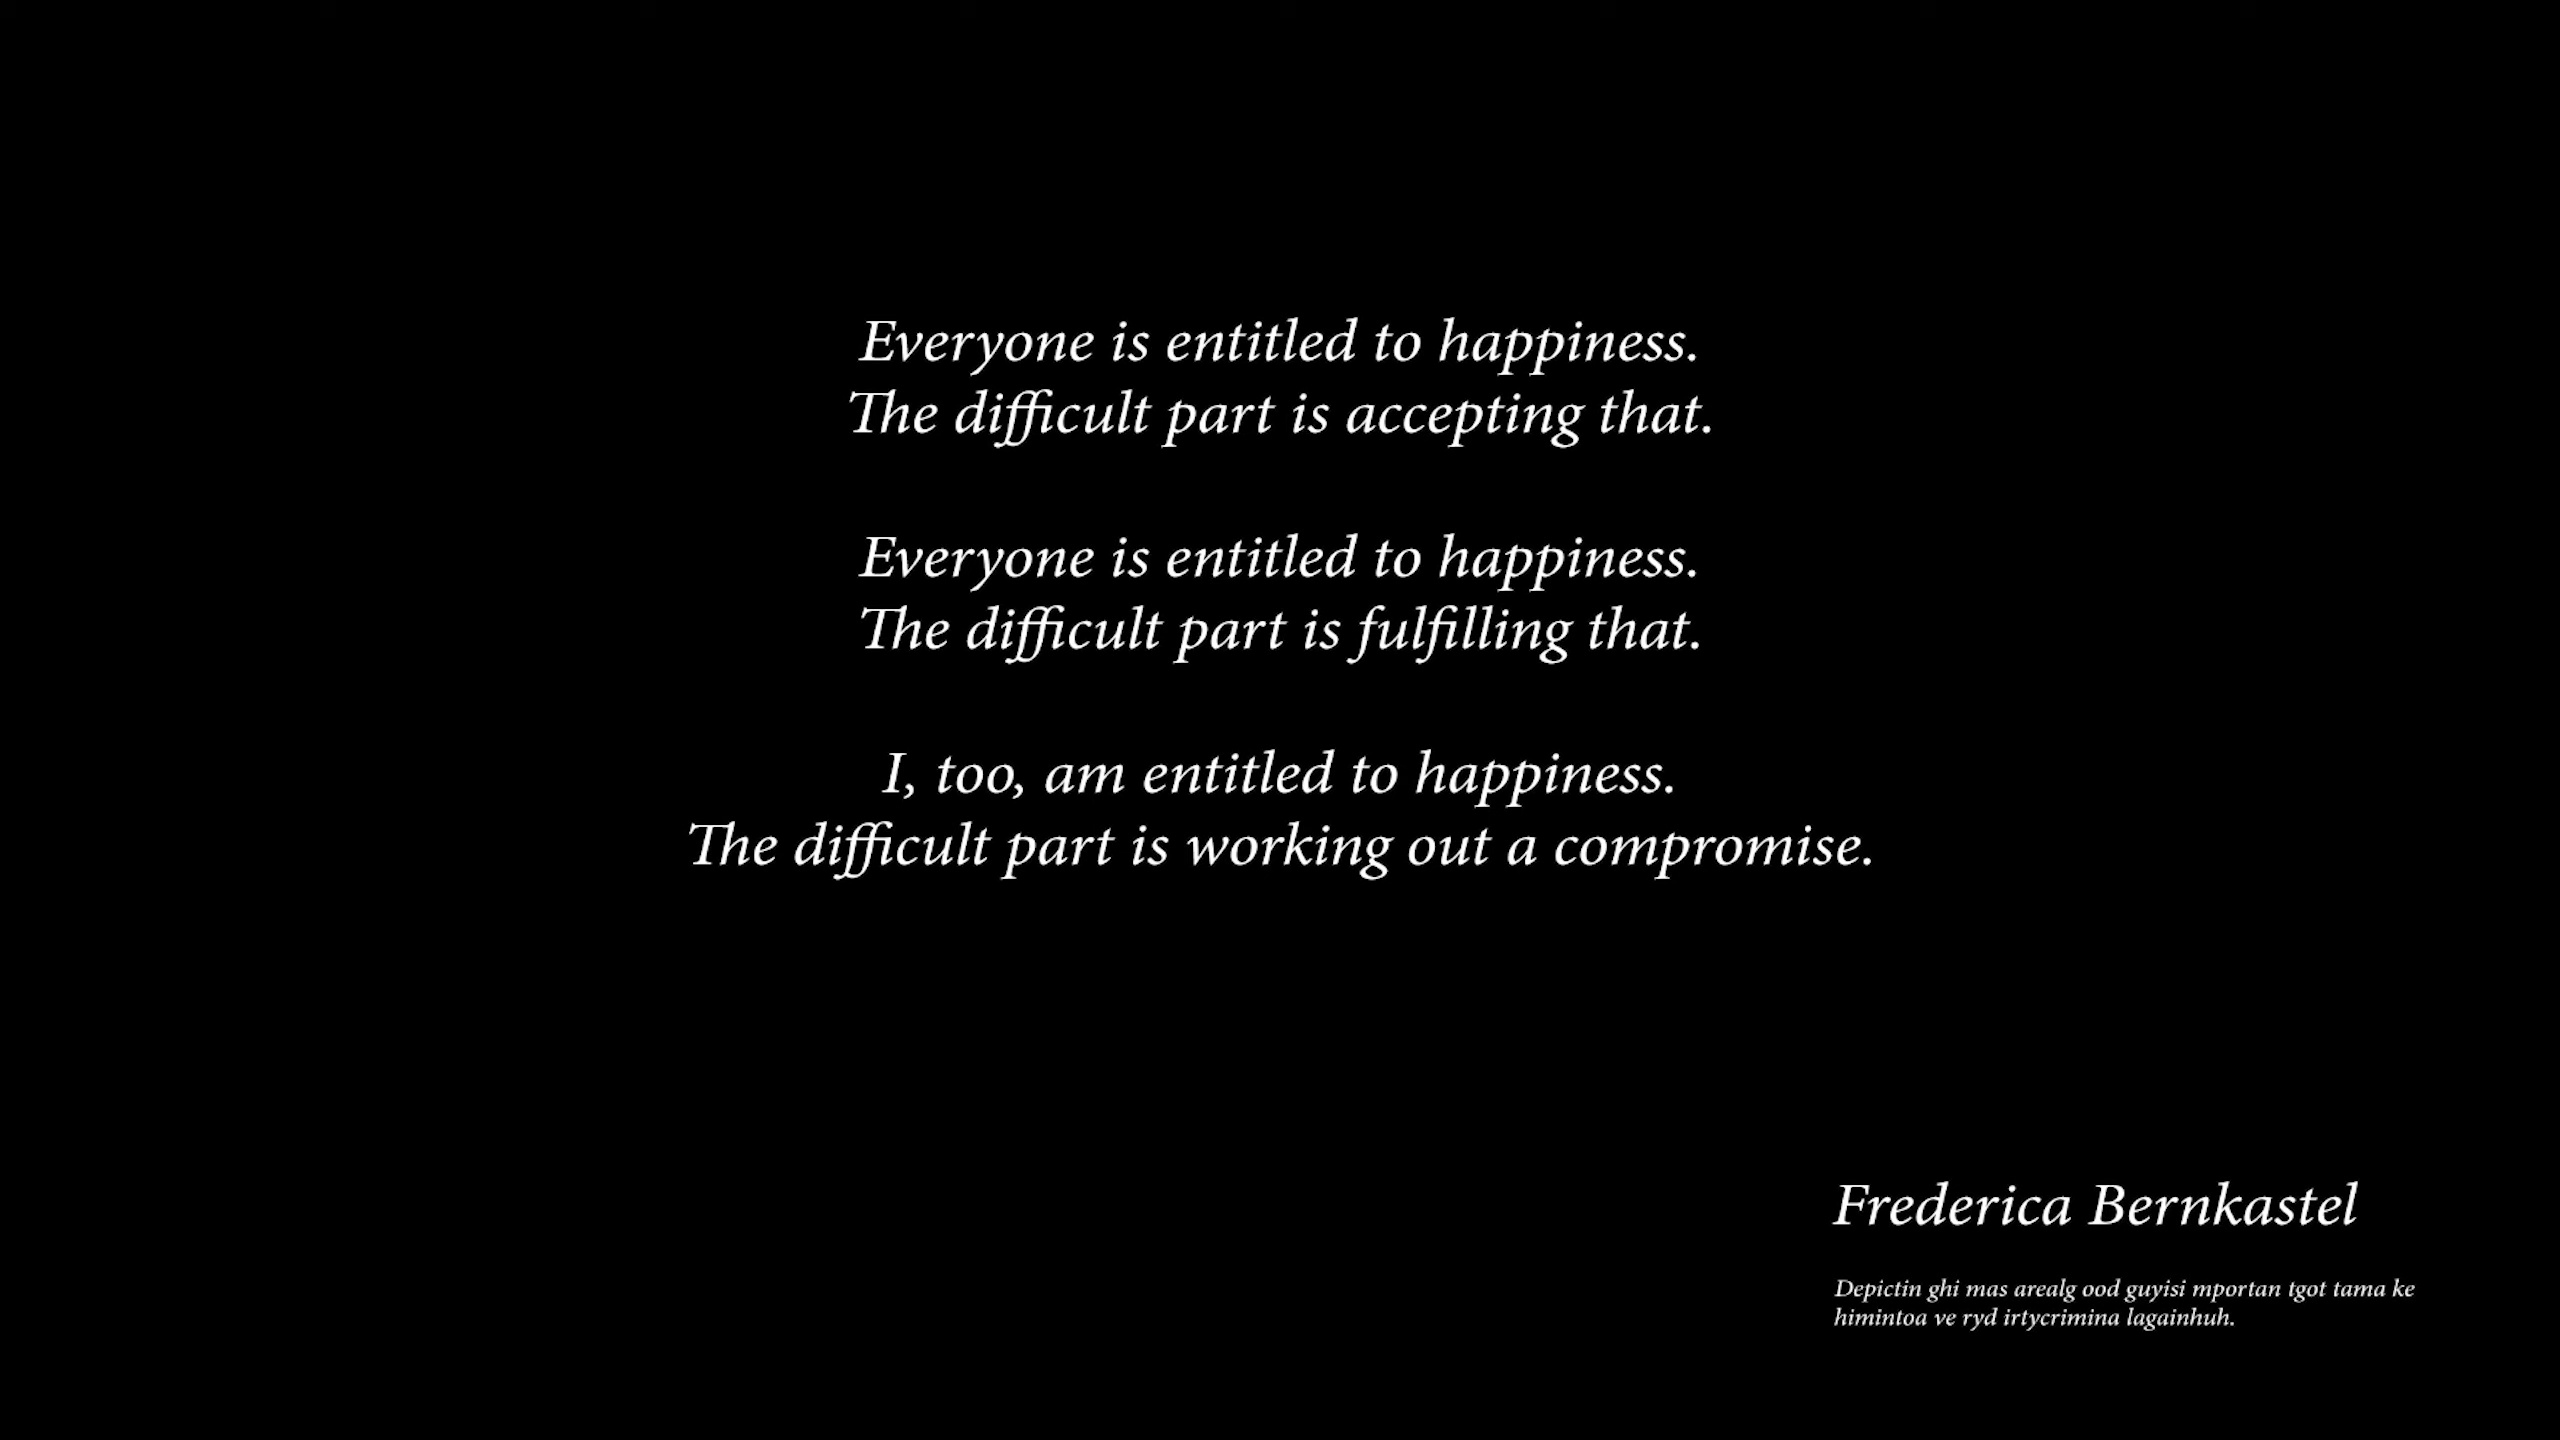 Everyone is entitled to happiness.
The difficult part is accepting that.
Everyone is entitled to happiness.
The difficult part is fulfilling that.
I, too, am entitled to happiness.
The difficult part is working out a compromise.
Frederica Bernkastel
Depictin ghi mas arealg ood guyisi mportan tgot tama ke
himintoa ve ryd irtycrimina lagainhuh.